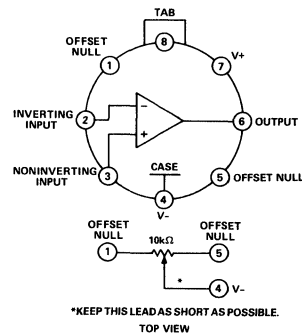 TAB
OFFSET
NULL
8
1
7
V+
INVERTING
INPUT
2
−
+
6
OUTPUT
NONINVERTING
INPUT
3
CASE
5
OFFSET NULL
4
V−
OFFSET
NULL
10kΩ
OFFSET
NULL
1
5
*
4
V−
*KEEP THIS LEAD AS SHORT AS POSSIBLE.
TOP VIEW